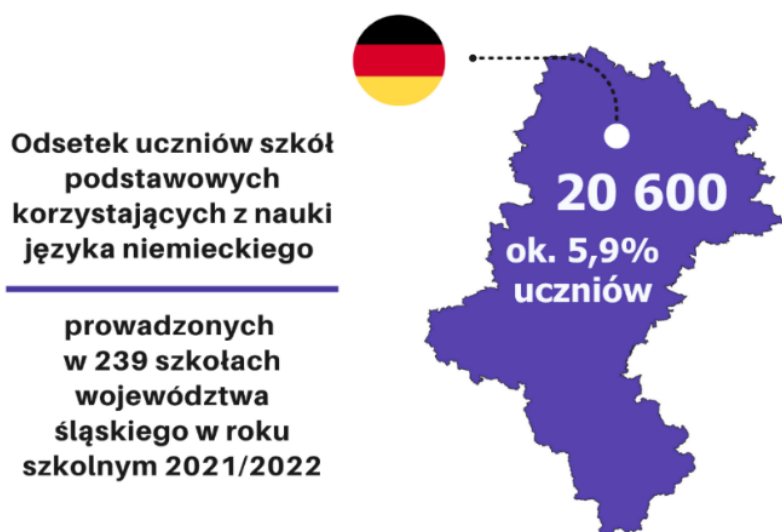 Odsetek uczniów szkół
podstawowych
korzystających z nauki
języka niemieckiego
prowadzonych
w 239 szkołach
województwa
śląskiego w roku
szkolnym 2021/2022
20 600
ok. 5,9%
uczniów